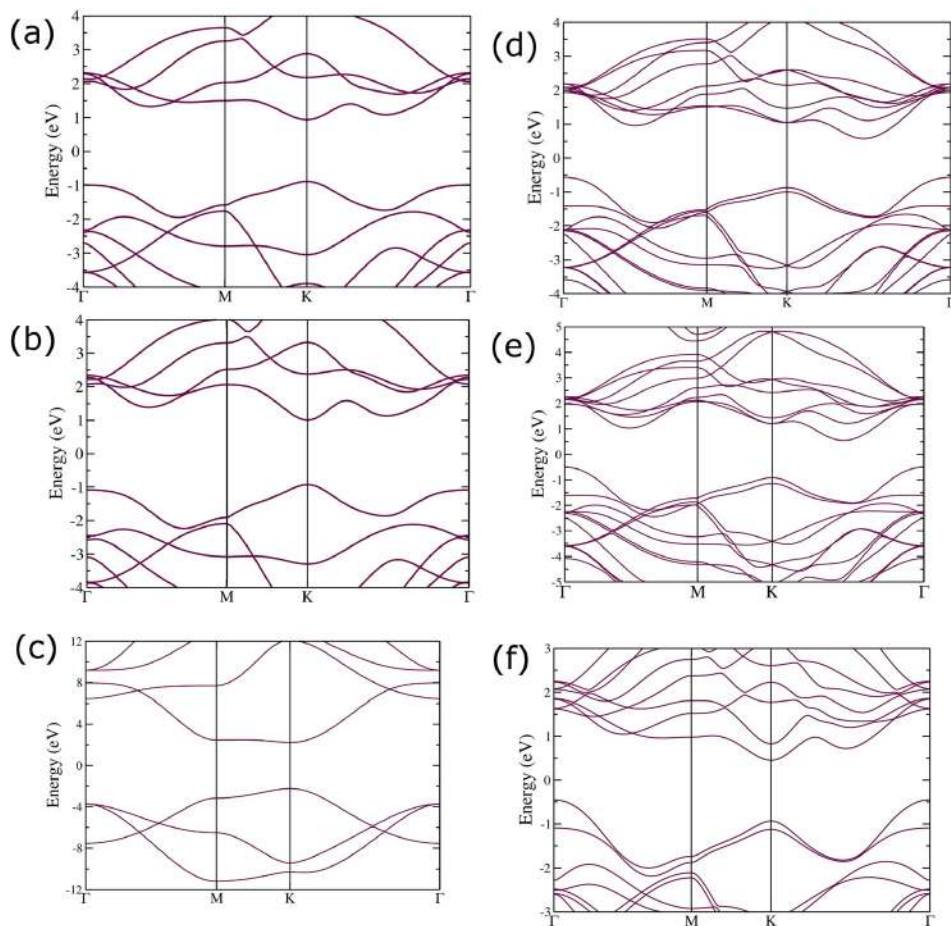 (a)
4
3
2
1
0
-1
-2
-3
-4
Energy (eV)
Γ M K Γ
(b)
4
3
2
1
0
-1
-2
-3
-4
Energy (eV)
Γ M K Γ
(c)
12
8
4
0
-4
-8
-12
Energy (eV)
Γ M K Γ
(d)
4
3
2
1
0
-1
-2
-3
-4
Energy (eV)
Γ M K Γ
(e)
5
4
3
2
1
0
-1
-2
-3
-4
-5
Energy (eV)
Γ M K Γ
(f)
3
2
1
0
-1
-2
-3
Energy (eV)
Γ M K Γ